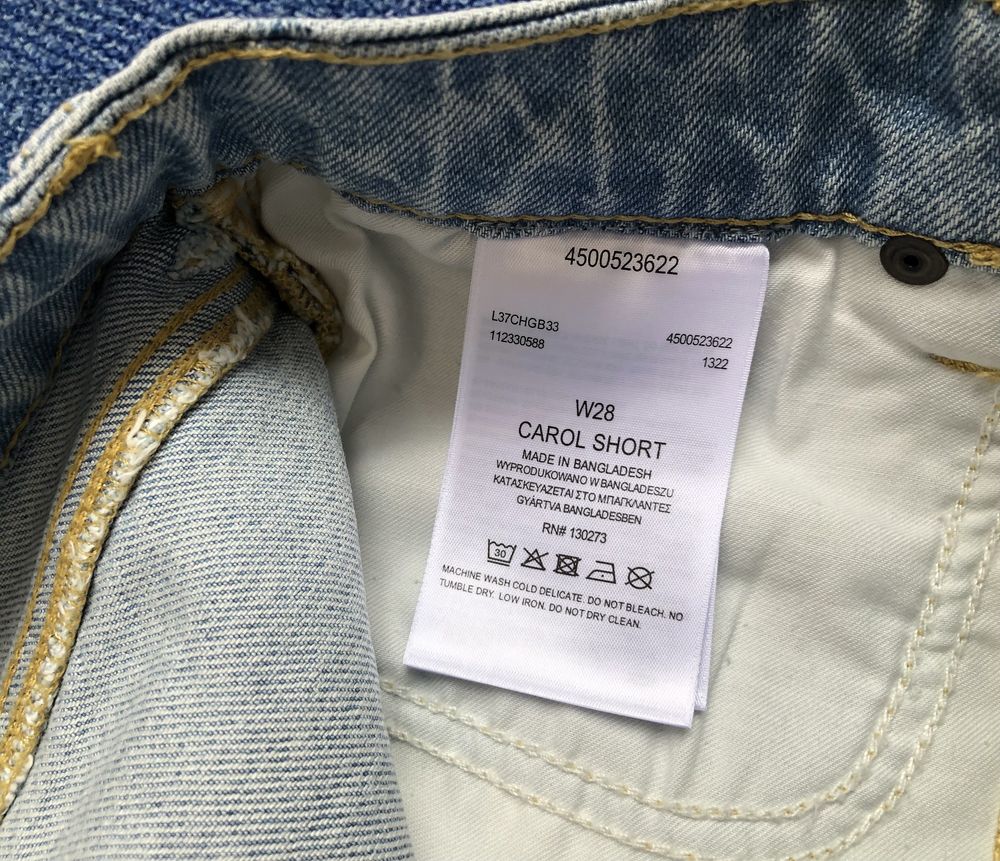 4500523622
L37CHGB33
112330588
4500523622
1322
W28
CAROL SHORT
MADE IN BANGLADESH
WYPRODUKOWANO W BANGLADESZU
ΚΑΤΑΣΚΕΥΑΖΕΤΑΙ ΣΤΟ ΜΠΑΓΚΛΑΝΤΕΣ
GYÁRTVA BANGLADESBEN
RN# 130273
30
MACHINE WASH COLD DELICATE. DO NOT BLEACH. NO
TUMBLE DRY. LOW IRON. DO NOT DRY CLEAN.